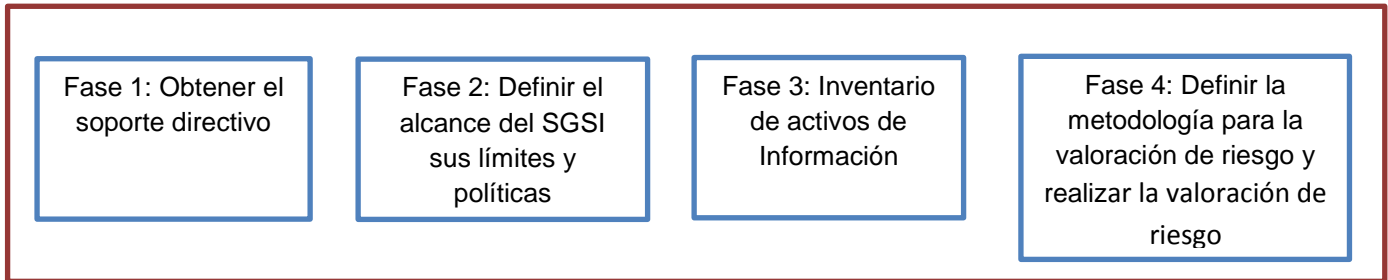 Fase 1: Obtener el
soporte directivo
Fase 2: Definir el
alcance del SGSI
sus límites y
políticas
Fase 3: Inventario
de activos de
Información
Fase 4: Definir la
metodología para la
valoración de riesgo y
realizar la valoración de
riesgo